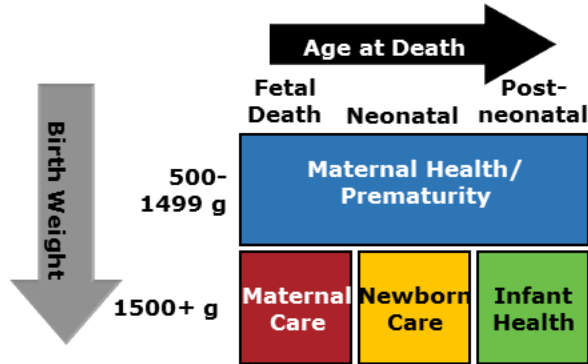 Age at Death
Fetal
Death
Neonatal
Post-
neonatal
Birth Weight
500-
1499 g
Maternal Health/
Prematurity
1500+ g
Maternal
Care
Newborn
Care
Infant
Health